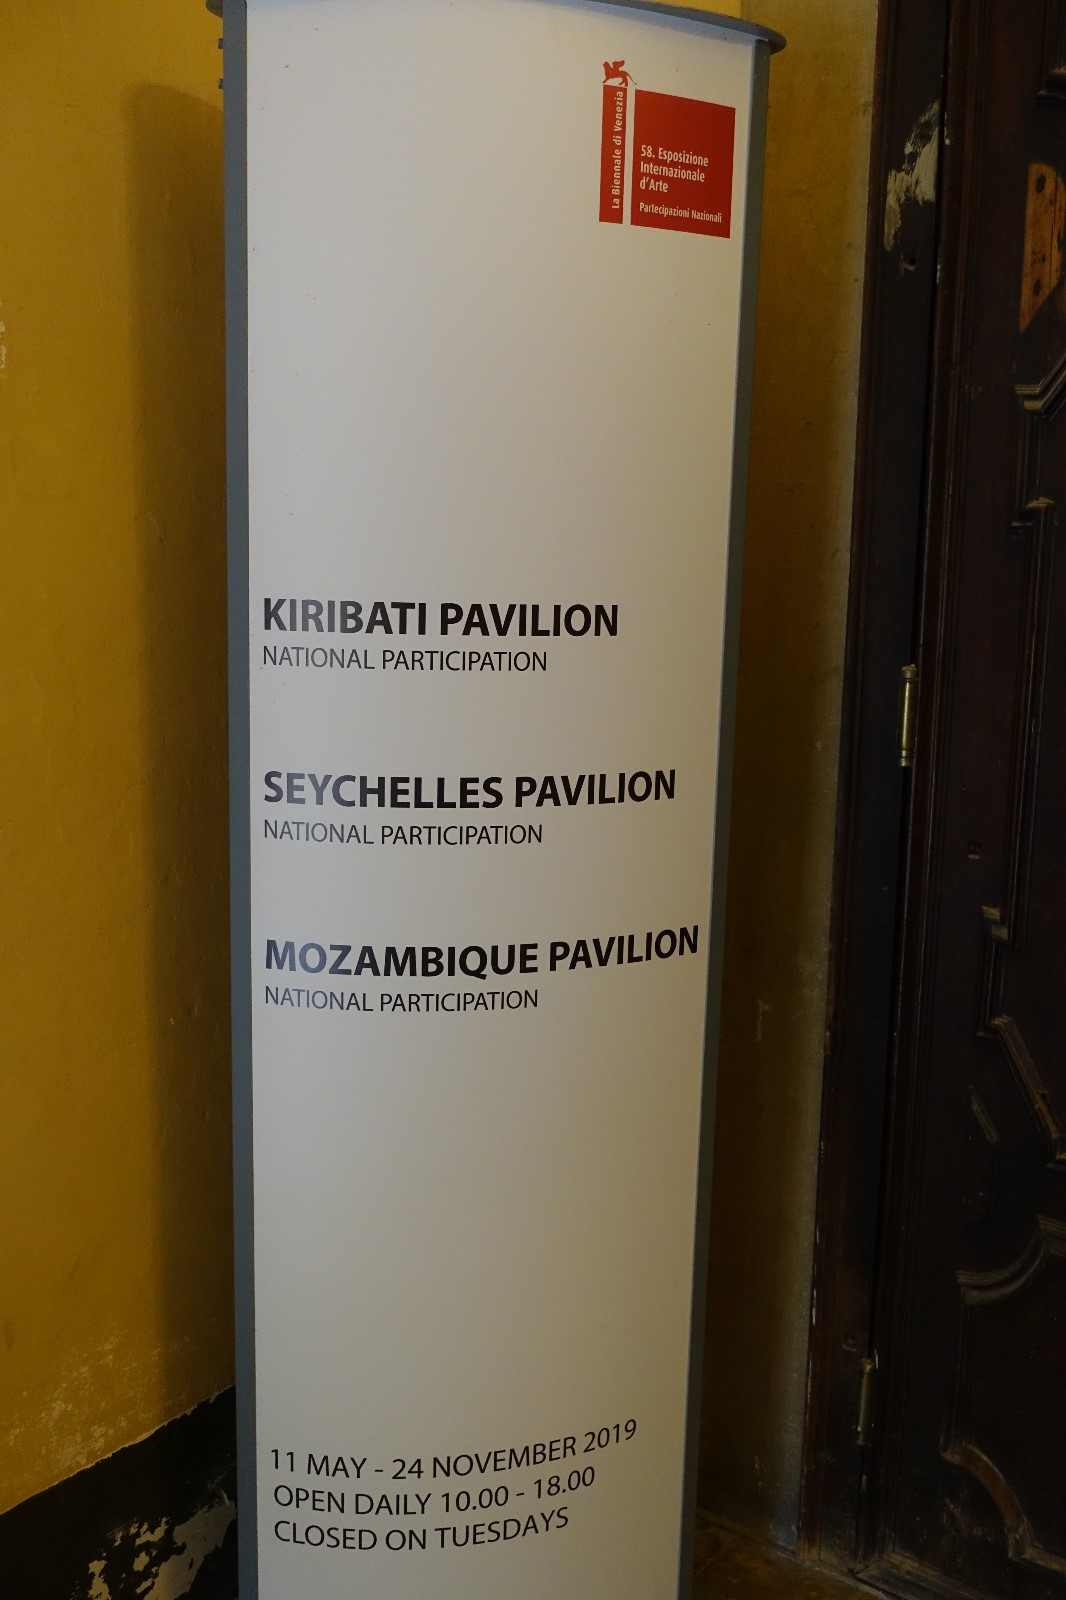 La Biennale di Venezia
58. Esposizione
Internazionale
d'Arte
Partecipazioni Nazionali
KIRIBATI PAVILION
NATIONAL PARTICIPATION
SEYCHELLES PAVILION
NATIONAL PARTICIPATION
MOZAMBIQUE PAVILION
NATIONAL PARTICIPATION
11 MAY - 24 NOVEMBER 2019
OPEN DAILY 10.00 - 18.00
CLOSED ON TUESDAYS